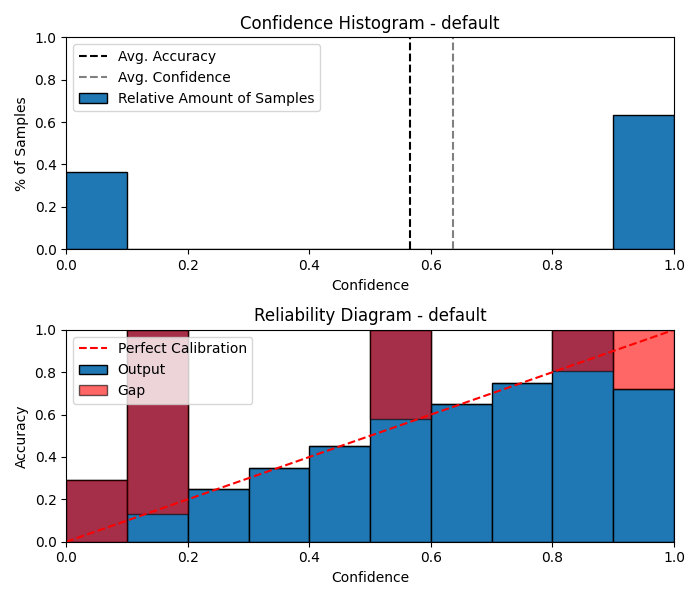 Confidence Histogram - default
1.0
0.8
0.6
0.4
0.2
0.0
% of Samples
Avg. Accuracy
Avg. Confidence
Relative Amount of Samples
0.0 0.2 0.4 0.6 0.8 1.0
Confidence
Reliability Diagram - default
1.0
0.8
0.6
0.4
0.2
0.0
Accuracy
Perfect Calibration
Output
Gap
0.0 0.2 0.4 0.6 0.8 1.0
Confidence